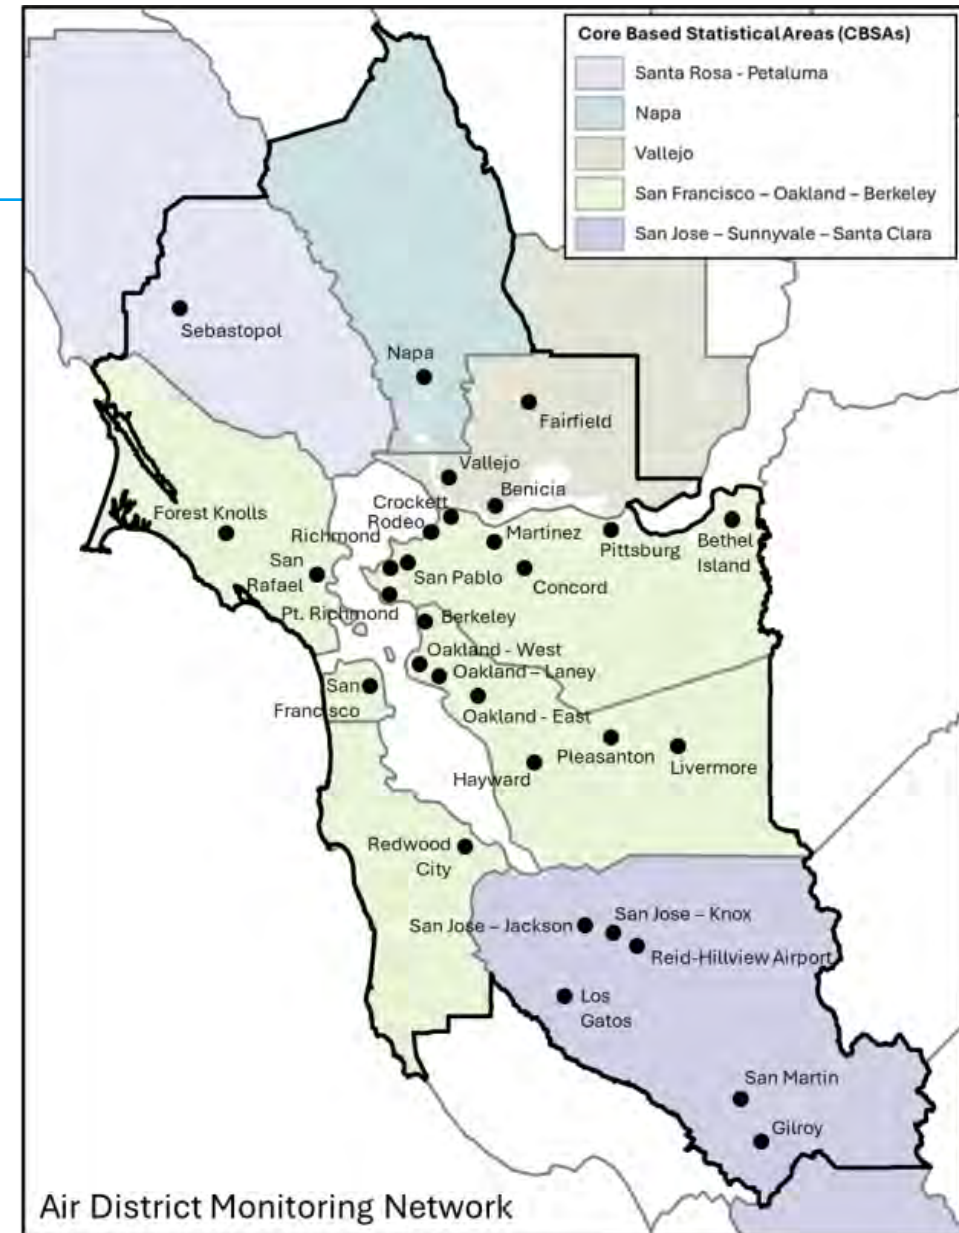 Core Based Statistical Areas (CBSAs)
Santa Rosa - Petaluma
Napa
Vallejo
San Francisco – Oakland – Berkeley
San Jose – Sunnyvale – Santa Clara
Sebastopol
Napa
Fairfield
Vallejo
Benicia
Crockett
Rodeo
Richmond
Martinez
Pittsburg
Bethel
Island
Forest Knolls
San
Rafael
San Pablo
Concord
Pt. Richmond
Berkeley
Oakland - West
Oakland – Laney
San
Francisco
Oakland - East
Pleasanton
Livermore
Hayward
Redwood
City
San Jose – Jackson
San Jose – Knox
Reid-Hillview Airport
Los
Gatos
San Martin
Gilroy
Air District Monitoring Network